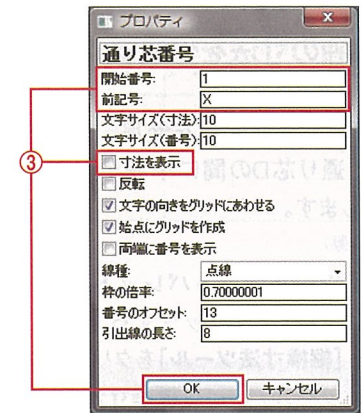 プロパティ
通り芯番号
開始番号: 1
前記号: X
文字サイズ(寸法): 10
文字サイズ(番号): 10
③
寸法を表示
反転
文字の向きをグリッドにあわせる
始点にグリッドを作成
両端に番号を表示
線種: 点線
枠の倍率: 0.70000001
番号のオフセット: 13
引出線の長さ: 8
OK キャンセル